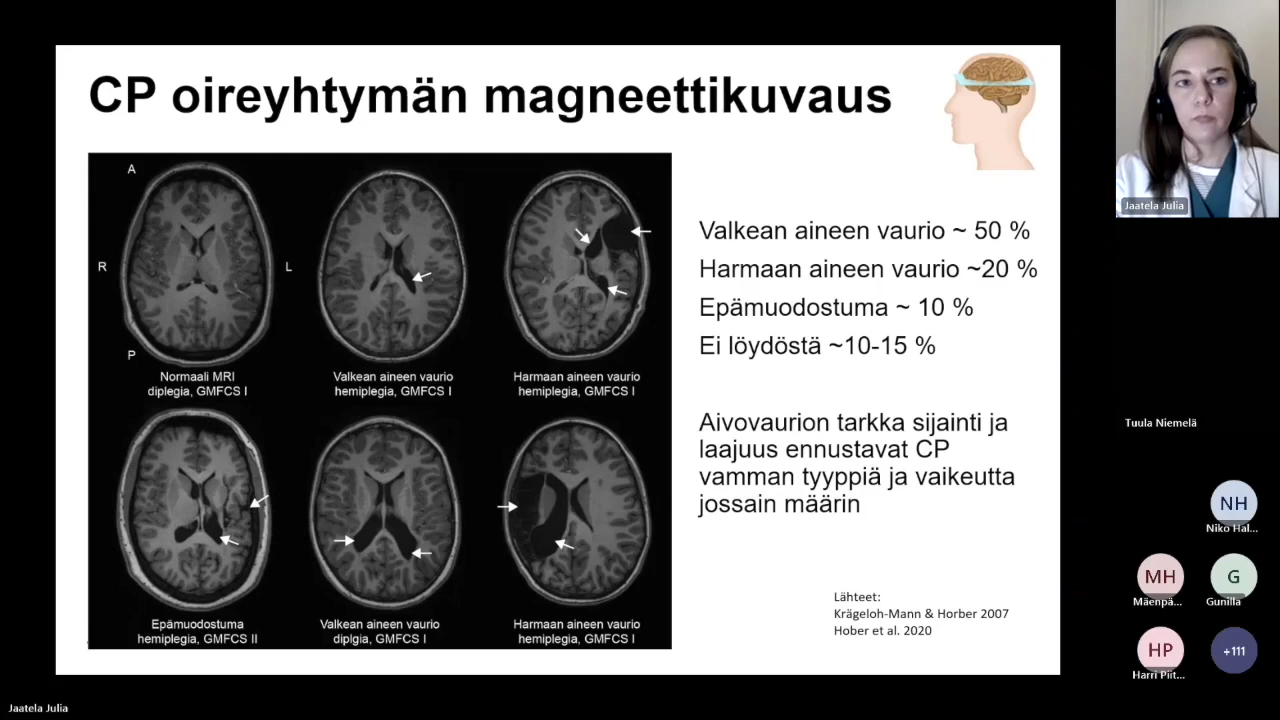 CP oireyhtymän magneettikuvaus
A
R
L
P
Normaali MRI
diplegia, GMFCS I
Valkean aineen vaurio
hemiplegia, GMFCS I
Harmaan aineen vaurio
hemiplegia, GMFCS I
Epämuodostuma
hemiplegia, GMFCS II
Valkean aineen vaurio
diplgia, GMFCS I
Harmaan aineen vaurio
hemiplegia, GMFCS I
Valkean aineen vaurio ~ 50 %
Harmaan aineen vaurio ~20 %
Epämuodostuma ~ 10 %
Ei löydöstä ~10-15 %
Aivovaurion tarkka sijainti ja
laajuus ennustavat CP
vamman tyyppiä ja vaikeutta
jossain määrin
Lähteet:
Krägeloh-Mann & Horber 2007
Hober et al. 2020
Jaatela Julia
Tuula Niemelä
NH
Niko Hal...
MH
Mäenpä...
G
Gunilla
HP
Harri Piit...
+111
Jaatela Julia